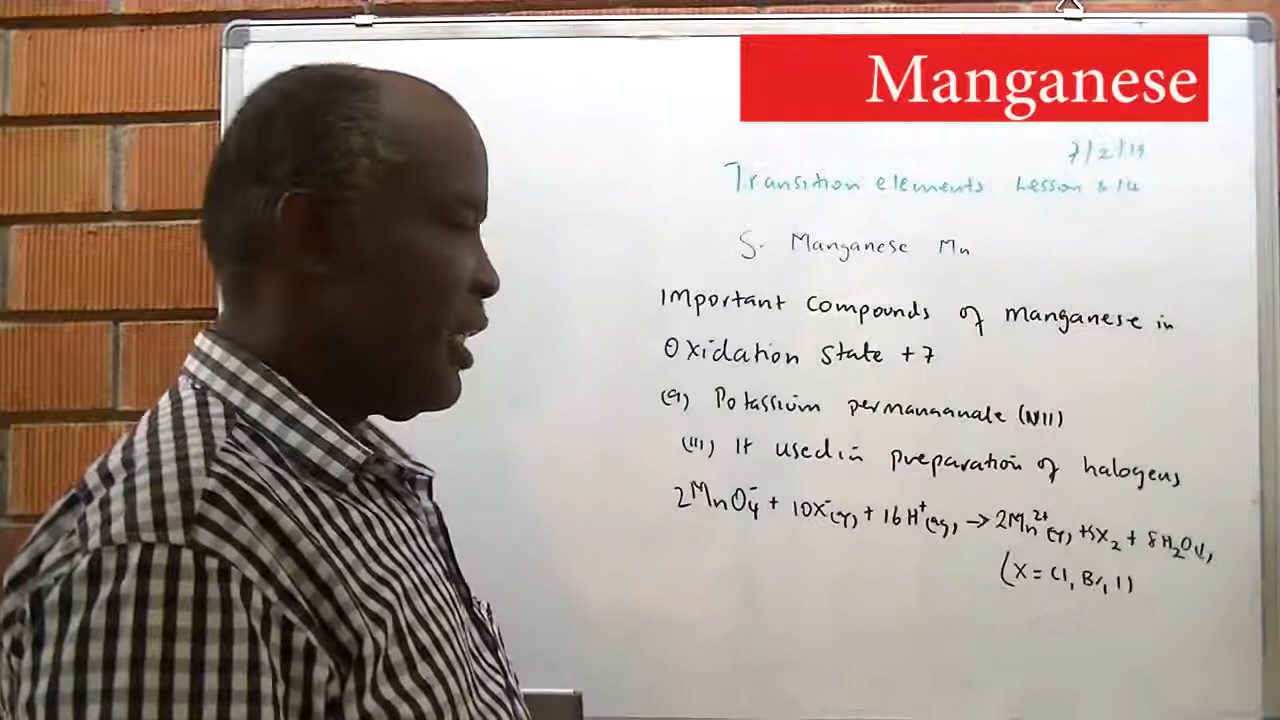 Manganese
7/2/19
Transition elements Lesson 14
5. Manganese Mn
Important compounds of manganese in
Oxidation state +7
(a) Potassium permanganate (VII)
(iii) It used in preparation of halogens
2MnO₄⁻ + 10X⁻(aq) + 16H⁺(aq) → 2Mn²⁺(aq) + 5X₂ + 8H₂O(l)
(X = Cl, Br, I)